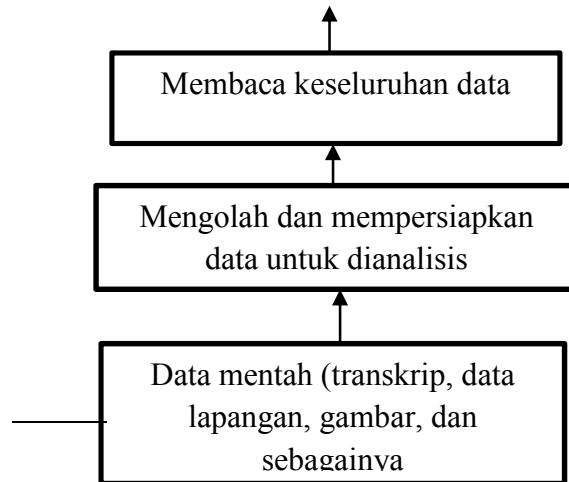 Membaca keseluruhan data
Mengolah dan mempersiapkan
data untuk dianalisis
Data mentah (transkrip, data
lapangan, gambar, dan
sebagainya